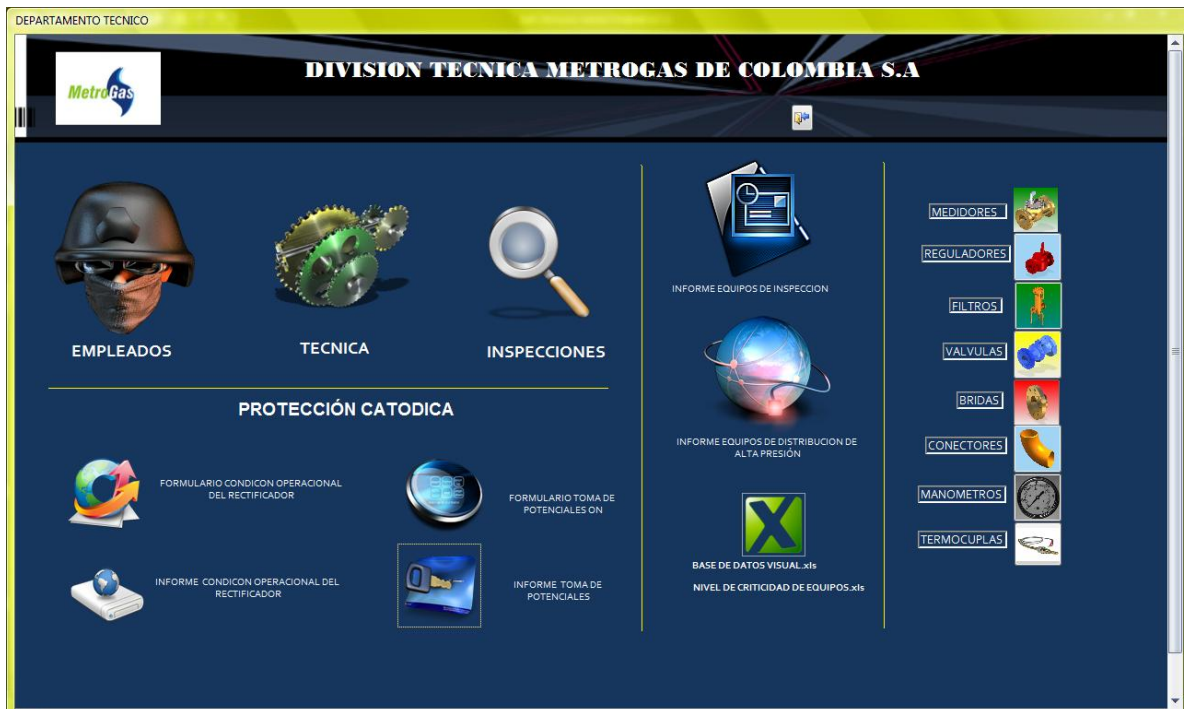 DEPARTAMENTO TECNICO
MetroGas
DIVISION TECNICA METROGAS DE COLOMBIA S.A
EMPLEADOS
TECNICA
INSPECCIONES
PROTECCIÓN CATODICA
FORMULARIO CONDICON OPERACIONAL
DEL RECTIFICADOR
FORMULARIO TOMA DE
POTENCIALES ON
INFORME CONDICON OPERACIONAL DEL
RECTIFICADOR
INFORME TOMA DE
POTENCIALES
INFORME EQUIPOS DE INSPECCION
INFORME EQUIPOS DE DISTRIBUCION DE
ALTA PRESIÓN
BASE DE DATOS VISUAL.xls
NIVEL DE CRITICIDAD DE EQUIPOS.xls
MEDIDORES
REGULADORES
FILTROS
VALVULAS
BRIDAS
CONECTORES
MANOMETROS
TERMOCUPLAS